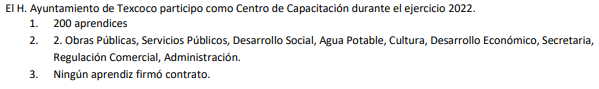 El H. Ayuntamiento de Texcoco participo como Centro de Capacitación durante el ejercicio 2022.
1. 200 aprendices
2. 2. Obras Públicas, Servicios Públicos, Desarrollo Social, Agua Potable, Cultura, Desarrollo Económico, Secretaria,
Regulación Comercial, Administración.
3. Ningún aprendiz firmó contrato.